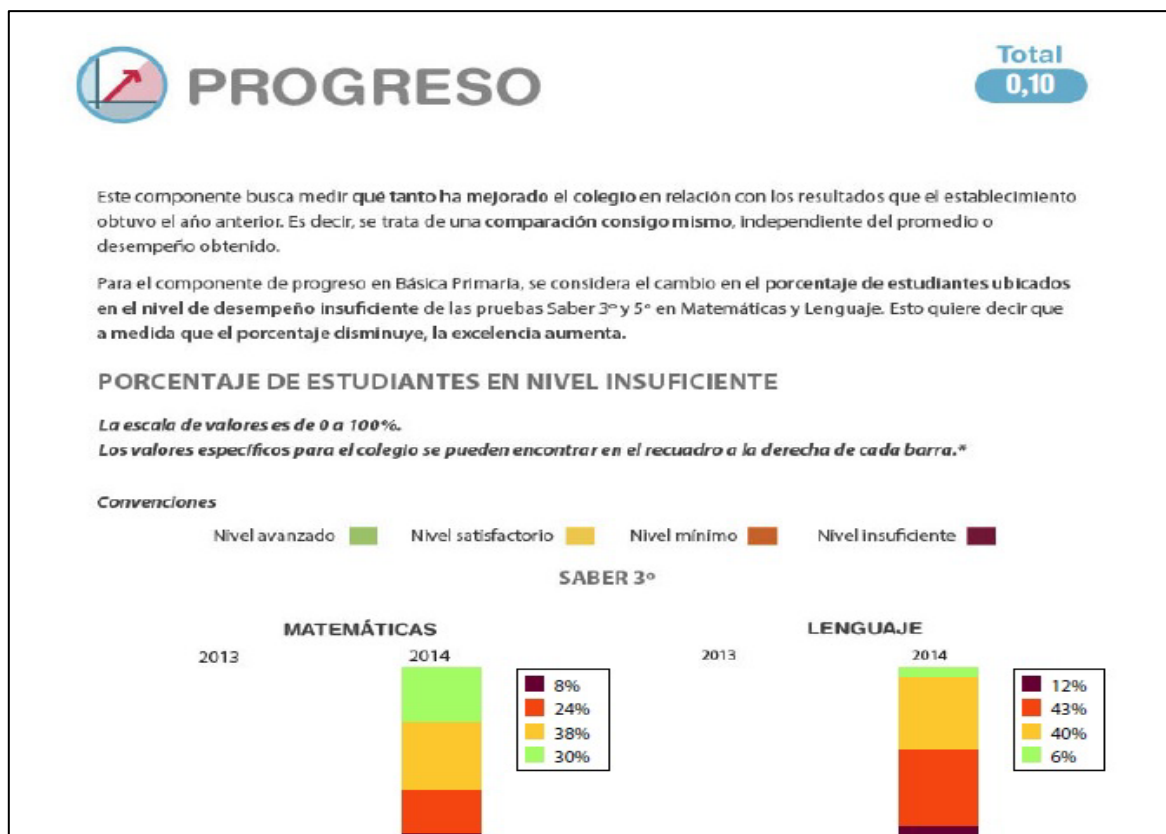 PROGRESO
Total
0,10
Este componente busca medir qué tanto ha mejorado el colegio en relación con los resultados que el establecimiento
obtuvo el año anterior. Es decir, se trata de una comparación consigo mismo, independiente del promedio o
desempeño obtenido.
Para el componente de progreso en Básica Primaria, se considera el cambio en el porcentaje de estudiantes ubicados
en el nivel de desempeño insuficiente de las pruebas Saber 3º y 5º en Matemáticas y Lenguaje. Esto quiere decir que
a medida que el porcentaje disminuye, la excelencia aumenta.
PORCENTAJE DE ESTUDIANTES EN NIVEL INSUFICIENTE
La escala de valores es de 0 a 100%.
Los valores específicos para el colegio se pueden encontrar en el recuadro a la derecha de cada barra.*
Convenciones
Nivel avanzado Nivel satisfactorio Nivel mínimo Nivel insuficiente
SABER 3º
MATEMÁTICAS
2013 2014
8%
24%
38%
30%
LENGUAJE
2013 2014
12%
43%
40%
6%